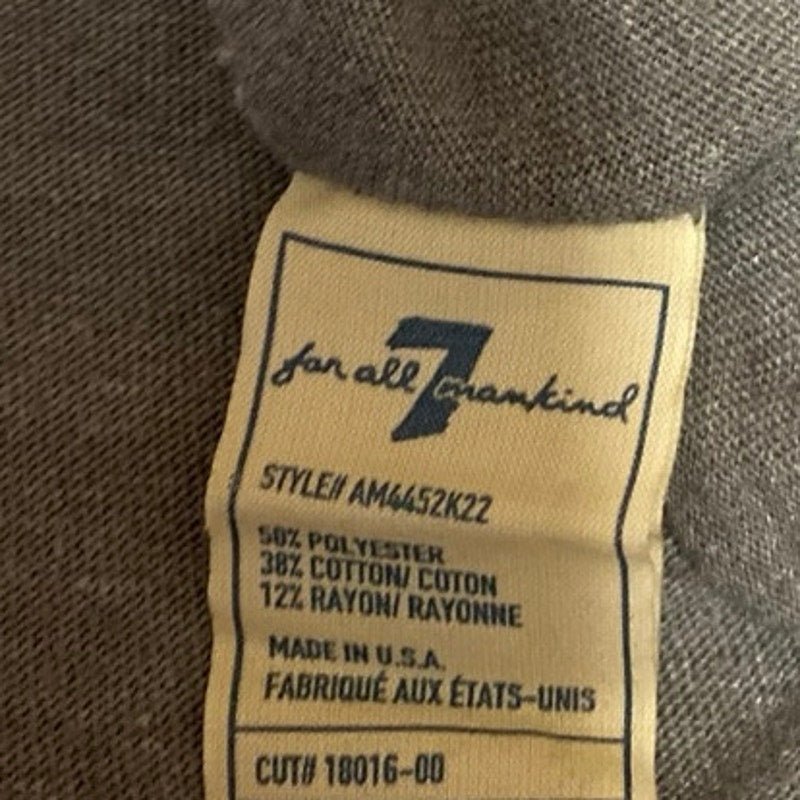 for all 7 mankind
STYLE# AM4452K22
50% POLYESTER
38% COTTON/ COTON
12% RAYON/ RAYONNE
MADE IN U.S.A.
FABRIQUÉ AUX ÉTATS-UNIS
CUT# 18016-00